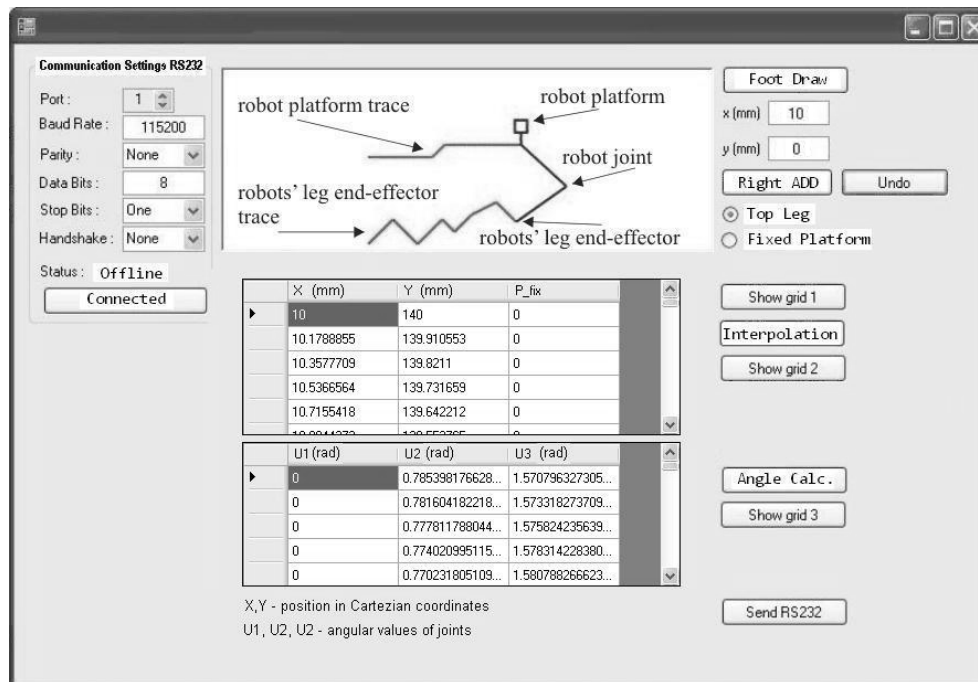 Communication Settings RS232
Port :
1
Baud Rate :
115200
Parity :
None
Data Bits :
8
Stop Bits :
One
Handshake :
None
Status : Offline
Connected
robot platform trace
robot platform
robot joint
robots' leg end-effector
trace
robots' leg end-effector
Foot Draw
x (mm)
10
y (mm)
0
Right ADD
Undo
Top Leg
Fixed Platform
X (mm) Y (mm) P_fix
10 140 0
10.1788855 139.910553 0
10.3577709 139.8211 0
10.5366564 139.731659 0
10.7155418 139.642212 0
Show grid 1
Interpolation
Show grid 2
U1(rad) U2 (rad) U3 (rad)
0 0.785398176628... 1.570796327305...
0 0.781604182218... 1.573318273709...
0 0.777811788044... 1.575824235639...
0 0.774020995115... 1.578314228380...
0 0.770231805109... 1.580788266623...
Angle Calc.
Show grid 3
X,Y - position in Cartezian coordinates
U1, U2, U2 - angular values of joints
Send RS232